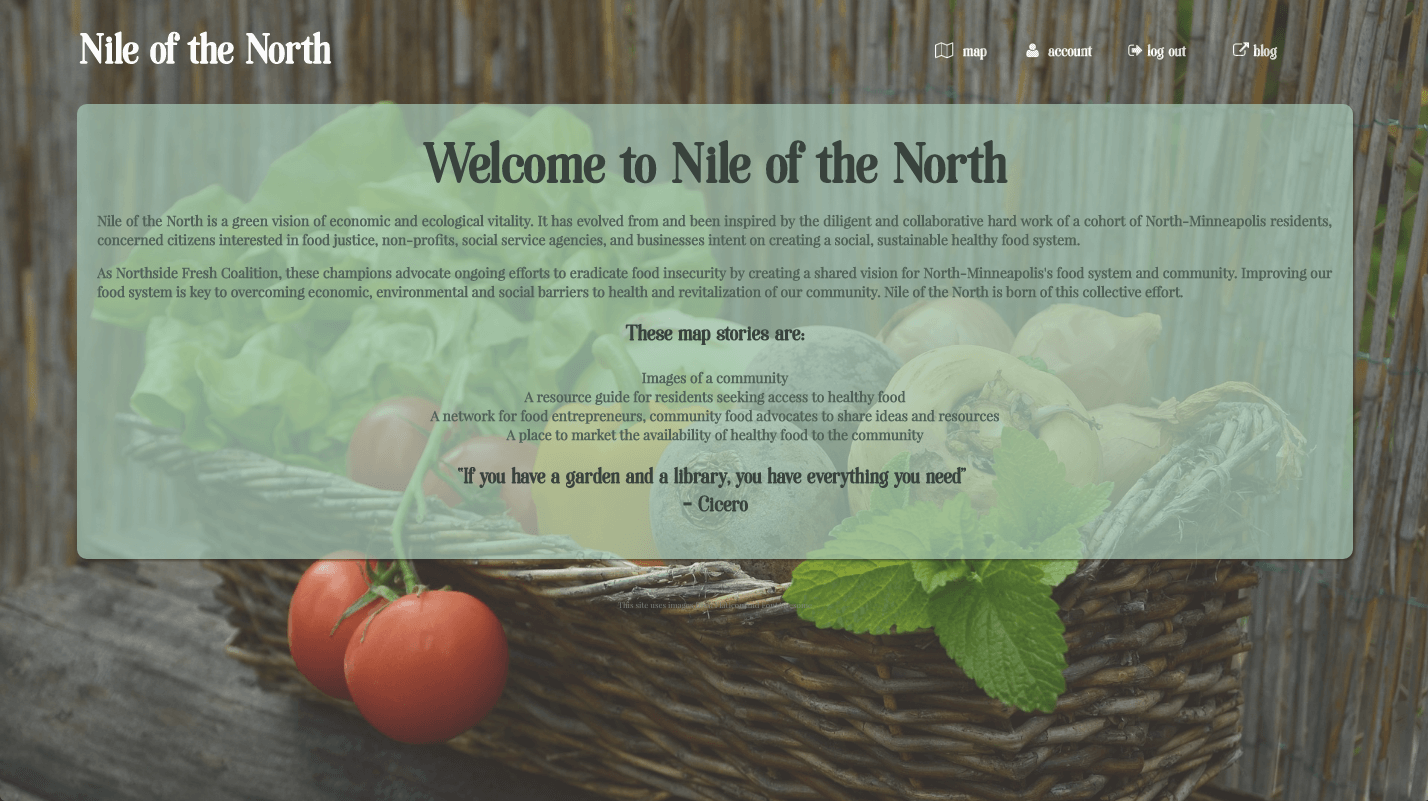 Nile of the North
map
account
log out
blog
Welcome to Nile of the North
Nile of the North is a green vision of economic and ecological vitality. It has evolved from and been inspired by the diligent and collaborative hard work of a cohort of North-Minneapolis residents,
concerned citizens interested in food justice, non-profits, social service agencies, and businesses intent on creating a social, sustainable healthy food system.
As Northside Fresh Coalition, these champions advocate ongoing efforts to eradicate food insecurity by creating a shared vision for North-Minneapolis's food system and community. Improving our
food system is key to overcoming economic, environmental and social barriers to health and revitalization of our community. Nile of the North is born of this collective effort.
These map stories are:
Images of a community
A resource guide for residents seeking access to healthy food
A network for food entrepreneurs, community food advocates to share ideas and resources
A place to market the availability of healthy food to the community
"If you have a garden and a library, you have everything you need"
- Cicero
This site uses